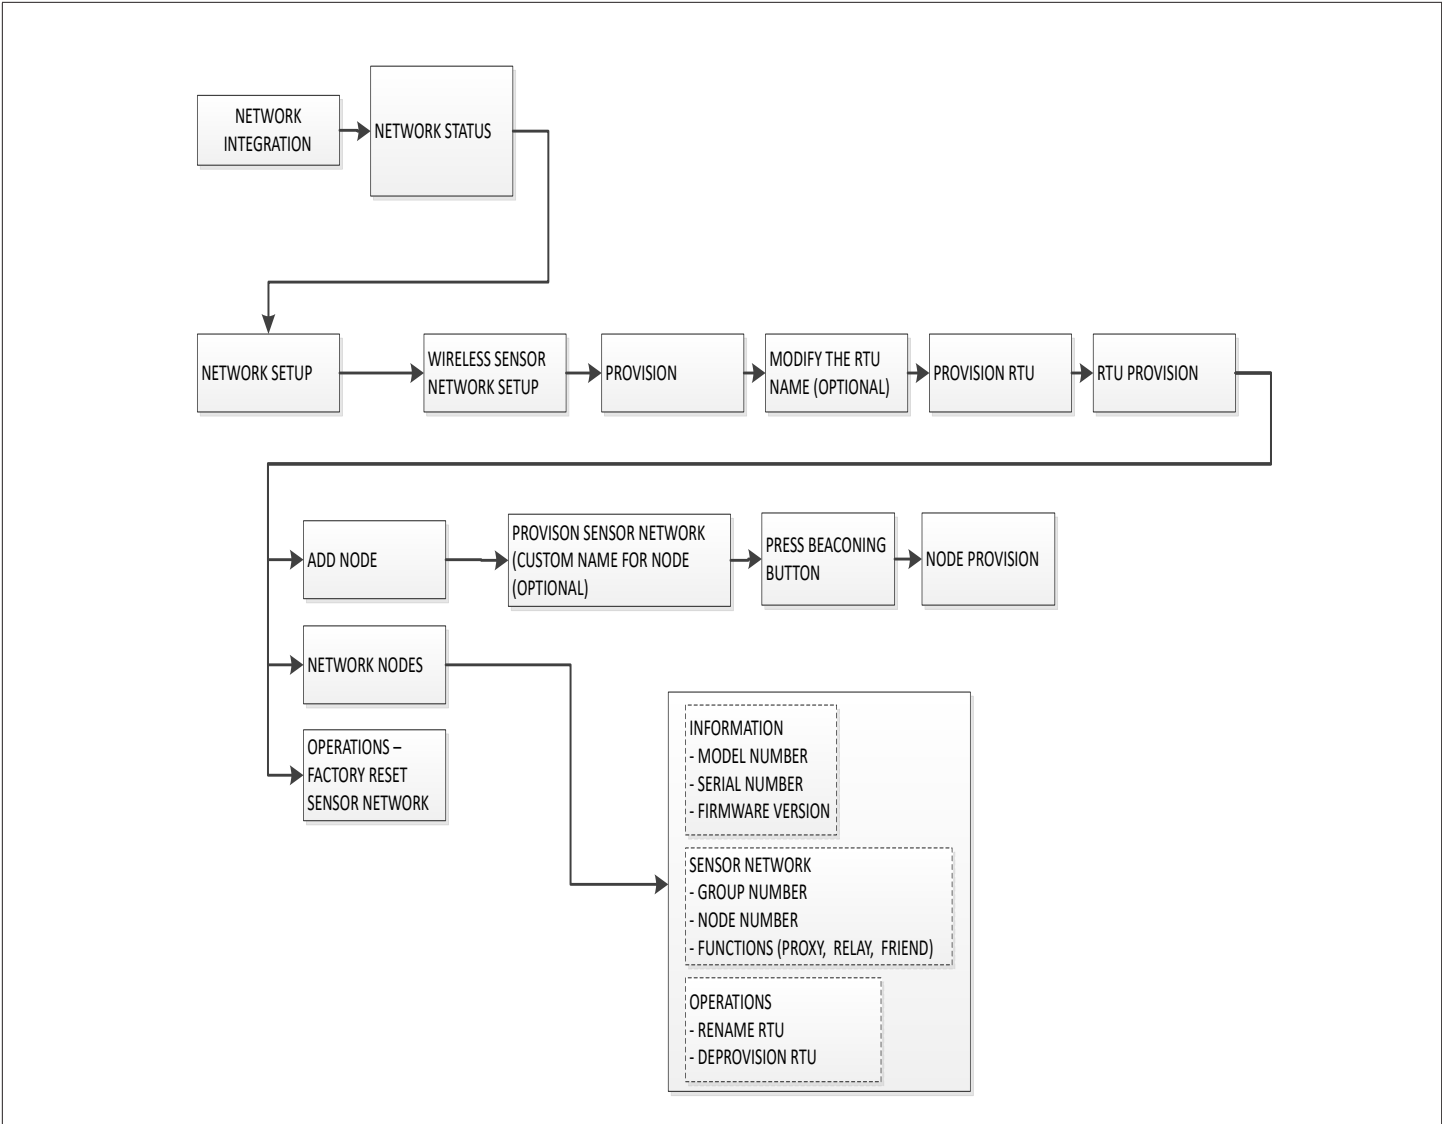 NETWORK
INTEGRATION
NETWORK STATUS
NETWORK SETUP
WIRELESS SENSOR
NETWORK SETUP
PROVISION
MODIFY THE RTU
NAME (OPTIONAL)
PROVISION RTU
RTU PROVISION
ADD NODE
PROVISON SENSOR NETWORK
(CUSTOM NAME FOR NODE
(OPTIONAL)
PRESS BEACONING
BUTTON
NODE PROVISION
NETWORK NODES
OPERATIONS –
FACTORY RESET
SENSOR NETWORK
INFORMATION
- MODEL NUMBER
- SERIAL NUMBER
- FIRMWARE VERSION
SENSOR NETWORK
- GROUP NUMBER
- NODE NUMBER
- FUNCTIONS (PROXY, RELAY, FRIEND)
OPERATIONS
- RENAME RTU
- DEPROVISION RTU